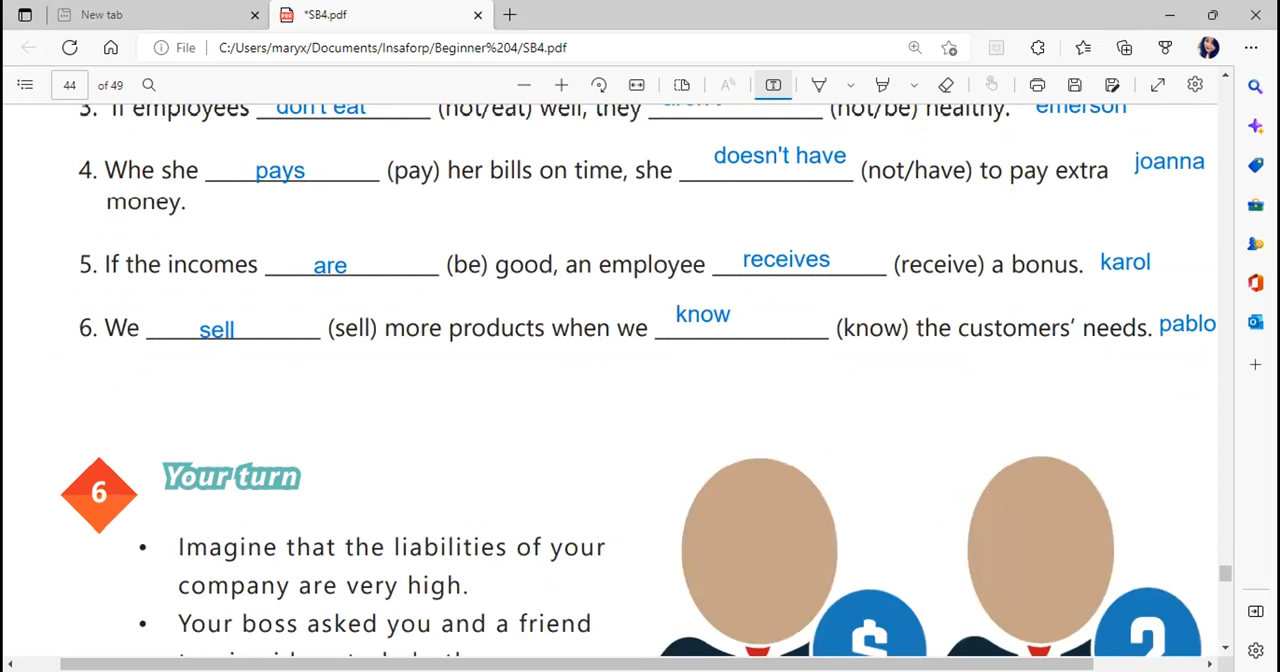 New tab
*SB4.pdf
File C:/Users/maryx/Documents/Insaforp/Beginner%204/SB4.pdf
44 of 49
3. If employees don't eat (not/eat) well, they aren't (not/be) healthy. emerson
4. Whe she pays (pay) her bills on time, she doesn't have (not/have) to pay extra joanna
money.
5. If the incomes are (be) good, an employee receives (receive) a bonus. karol
6. We sell (sell) more products when we know (know) the customers' needs. pablo
6 Your turn
• Imagine that the liabilities of your
company are very high.
• Your boss asked you and a friend
$ ?